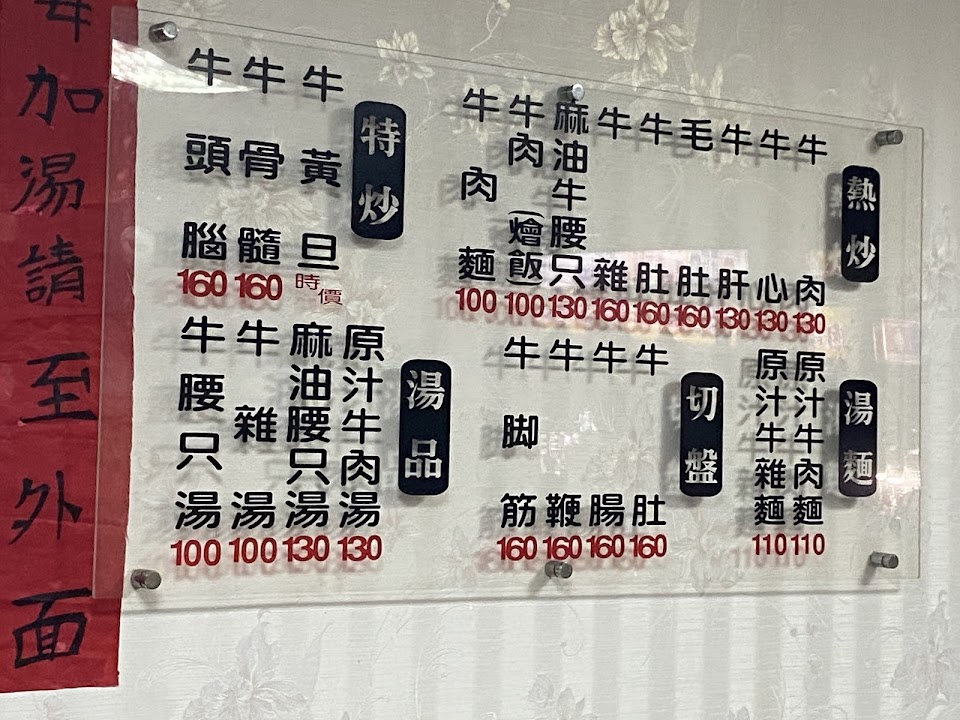 熱炒
牛肉 130
牛心 130
牛肝 130
毛肚 160
牛肚 160
牛雜 160
麻油牛腰只 130
牛肉(燴飯) 100
牛肉麵 100
特炒
牛黃旦 時價
牛骨髓 160
牛頭腦 160
湯麵
原汁牛肉麵 110
原汁牛雜麵 110
切盤
牛肚 160
牛腸 160
牛鞭 160
牛脚筋 160
湯品
原汁牛肉湯 130
麻油腰只湯 130
牛雜湯 100
牛腰只湯 100
加湯請至外面